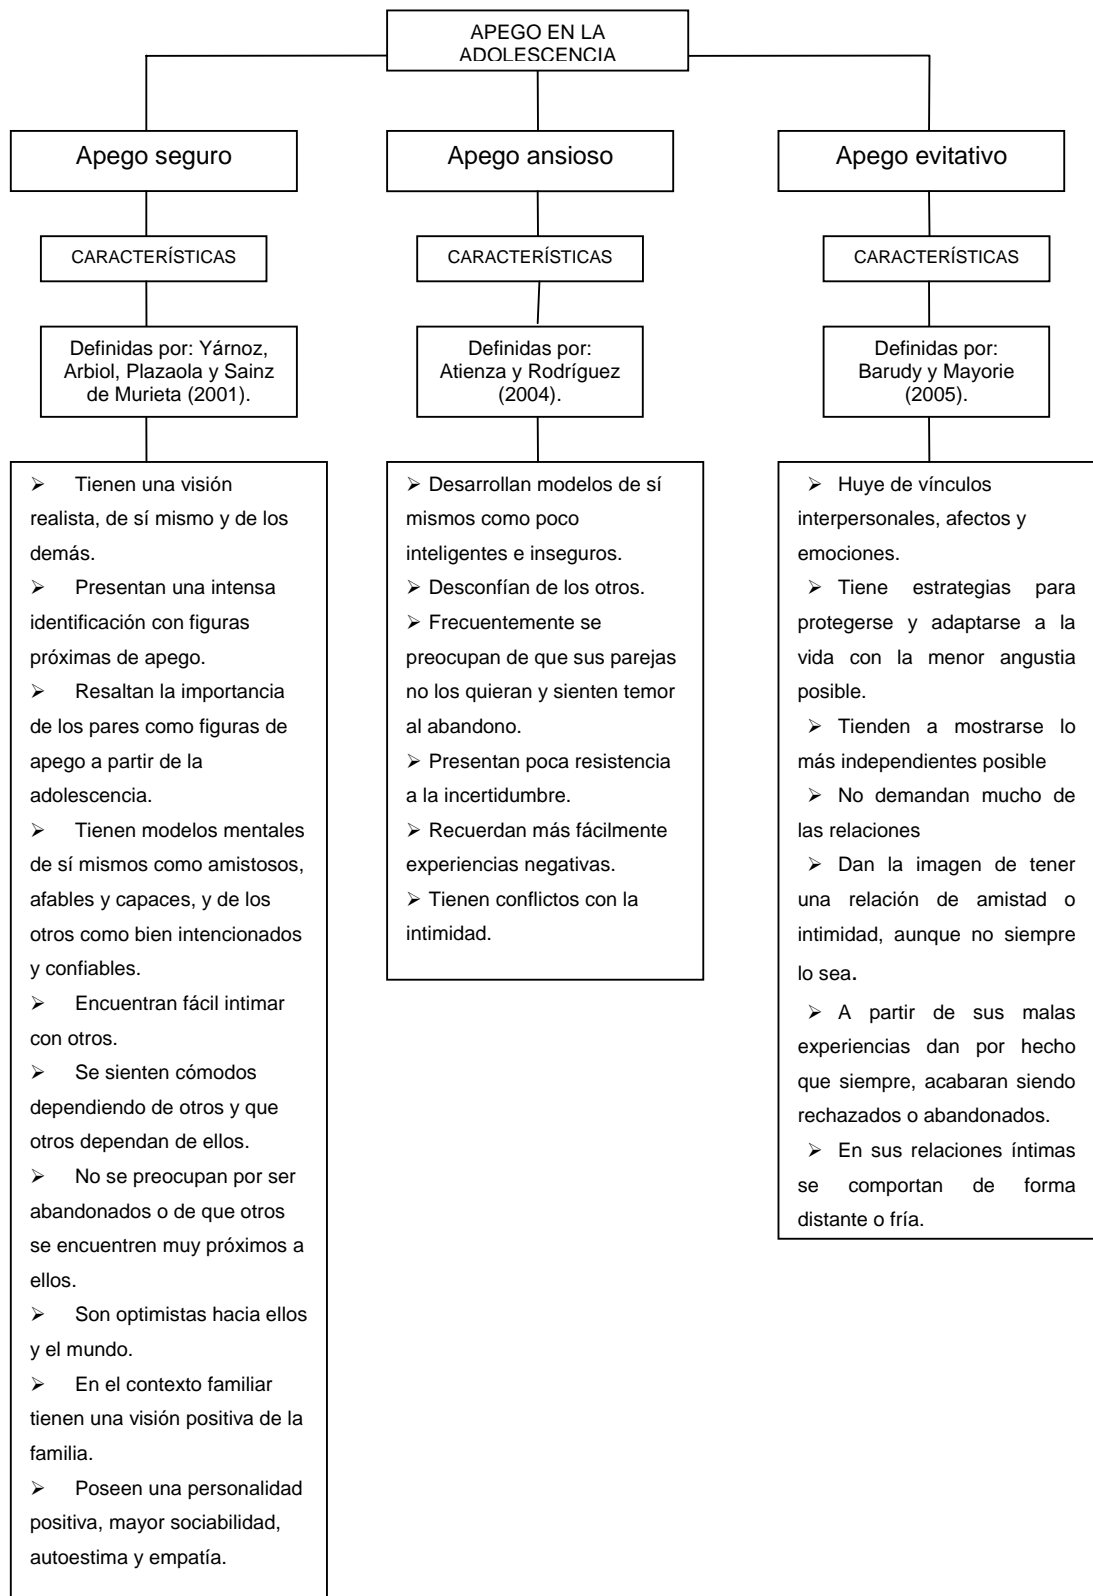 APEGO EN LA
ADOLESCENCIA
Apego seguro
CARACTERÍSTICAS
Definidas por: Yárnoz,
Arbiol, Plazaola y Sainz
de Murieta (2001).
➢ Tienen una visión
realista, de sí mismo y de los
demás.
➢ Presentan una intensa
identificación con figuras
próximas de apego.
➢ Resaltan la importancia
de los pares como figuras de
apego a partir de la
adolescencia.
➢ Tienen modelos mentales
de sí mismos como amistosos,
afables y capaces, y de los
otros como bien intencionados
y confiables.
➢ Encuentran fácil intimar
con otros.
➢ Se sienten cómodos
dependiendo de otros y que
otros dependan de ellos.
➢ No se preocupan por ser
abandonados o de que otros
se encuentren muy próximos a
ellos.
➢ Son optimistas hacia ellos
y el mundo.
➢ En el contexto familiar
tienen una visión positiva de la
familia.
➢ Poseen una personalidad
positiva, mayor sociabilidad,
autoestima y empatía.
Apego ansioso
CARACTERÍSTICAS
Definidas por:
Atienza y Rodríguez
(2004).
➢ Desarrollan modelos de sí
mismos como poco
inteligentes e inseguros.
➢ Desconfían de los otros.
➢ Frecuentemente se
preocupan de que sus parejas
no los quieran y sienten temor
al abandono.
➢ Presentan poca resistencia
a la incertidumbre.
➢ Recuerdan más fácilmente
experiencias negativas.
➢ Tienen conflictos con la
intimidad.
Apego evitativo
CARACTERÍSTICAS
Definidas por:
Barudy y Mayorie
(2005).
➢ Huye de vínculos
interpersonales, afectos y
emociones.
➢ Tiene estrategias para
protegerse y adaptarse a la
vida con la menor angustia
posible.
➢ Tienden a mostrarse lo
más independientes posible
➢ No demandan mucho de
las relaciones
➢ Dan la imagen de tener
una relación de amistad o
intimidad, aunque no siempre
lo sea.
➢ A partir de sus malas
experiencias dan por hecho
que siempre, acabaran siendo
rechazados o abandonados.
➢ En sus relaciones íntimas
se comportan de forma
distante o fría.